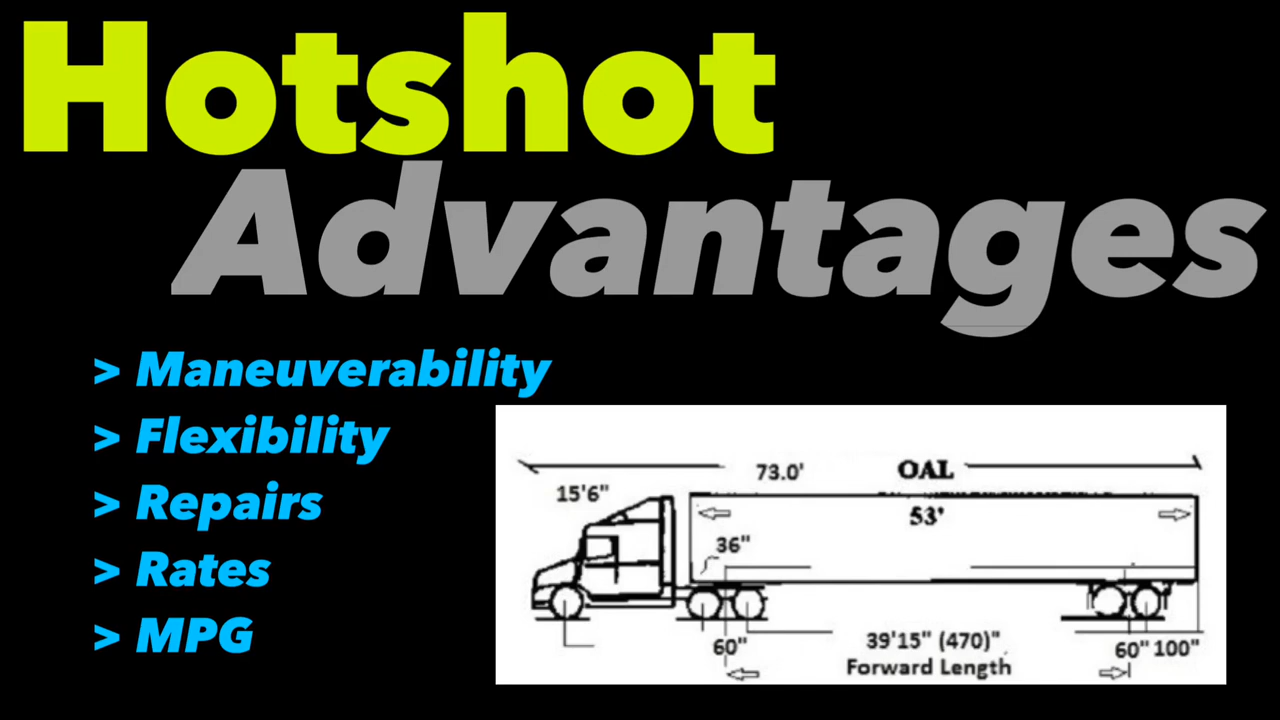 Hotshot
Advantages
> Maneuverability
> Flexibility
> Repairs
> Rates
> MPG
73.0' OAL
15'6"
53'
36"
39'15" (470)"
60" 60" 100"
Forward Length